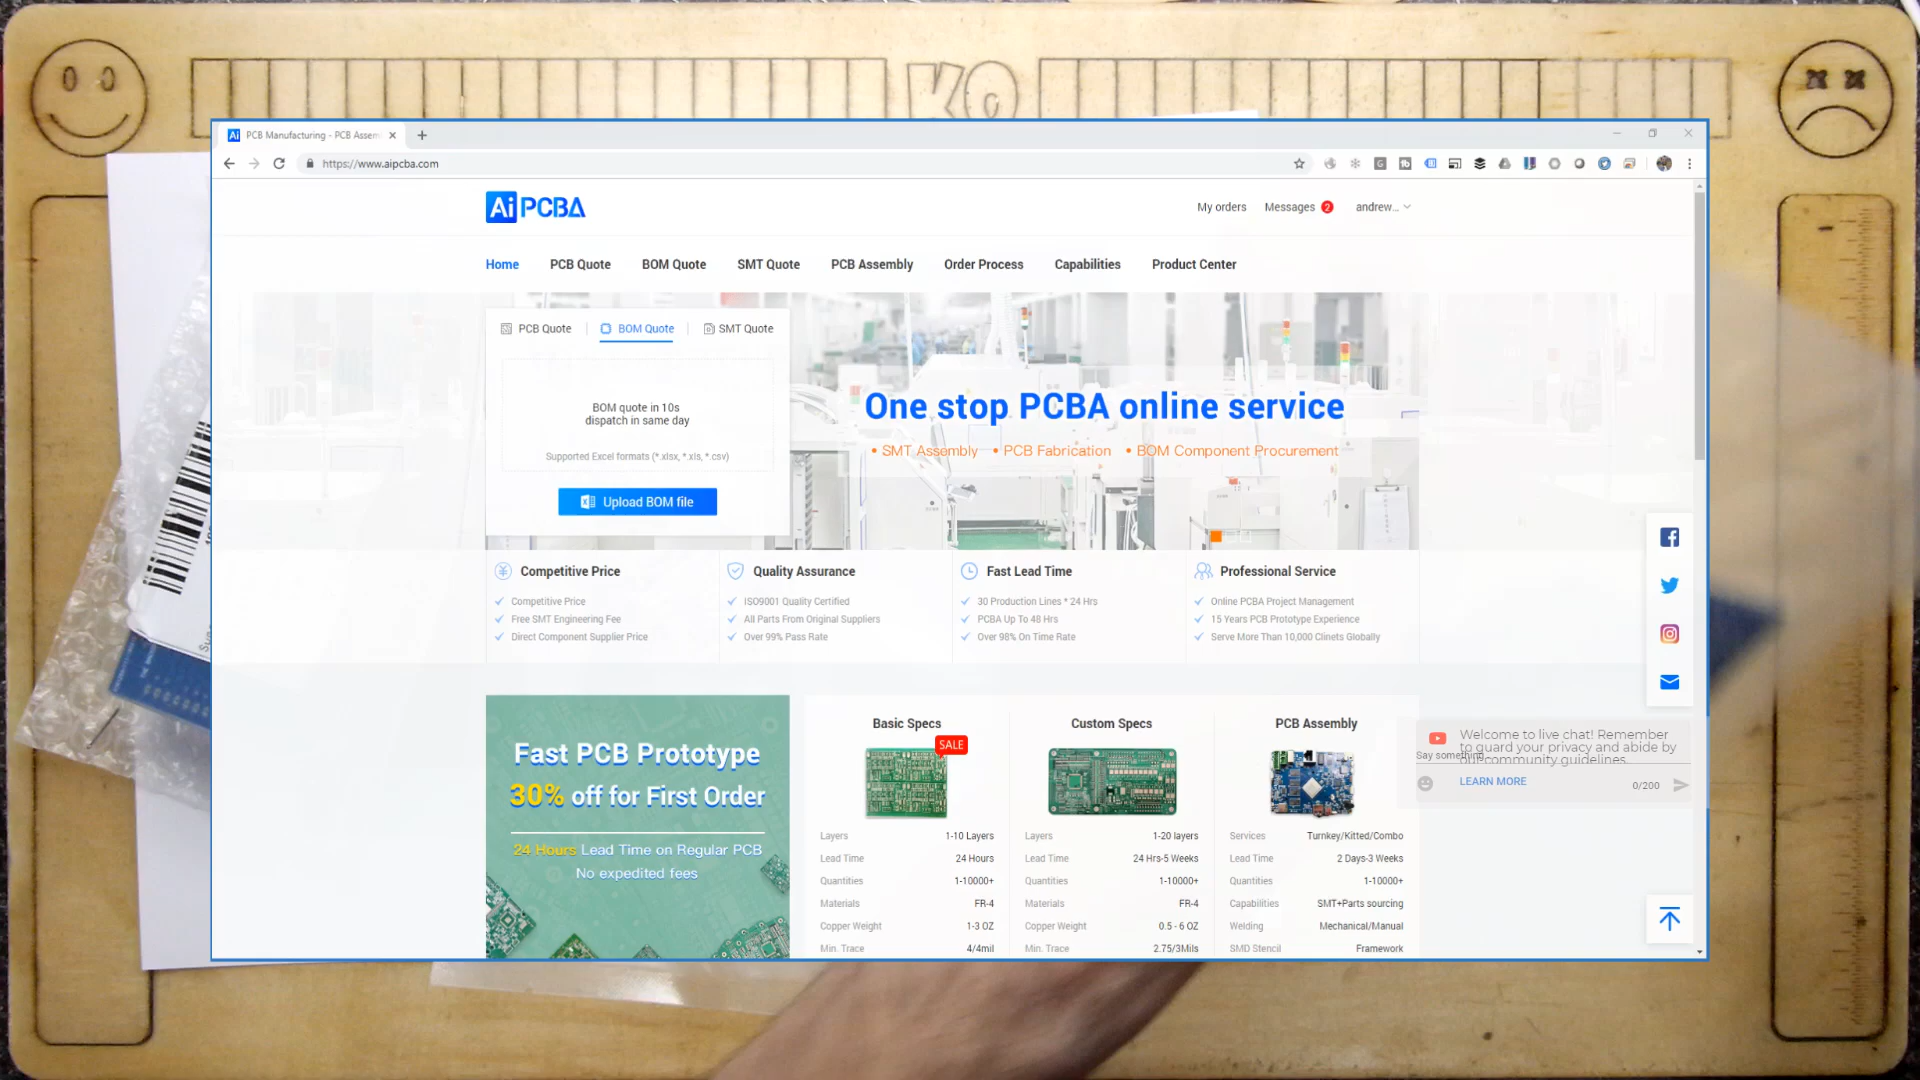 KO
Ai PCB Manufacturing - PCB Assem
https://www.aipcba.com
Ai PCBA
My orders Messages 2 andrew...
Home PCB Quote BOM Quote SMT Quote PCB Assembly Order Process Capabilities Product Center
PCB Quote BOM Quote SMT Quote
BOM quote in 10s
dispatch in same day
Supported Excel formats (*.xlsx, *.xls, *.csv)
Upload BOM file
One stop PCBA online service
• SMT Assembly • PCB Fabrication • BOM Component Procurement
Competitive Price
Competitive Price
Free SMT Engineering Fee
Direct Component Supplier Price
Quality Assurance
ISO9001 Quality Certified
All Parts From Original Suppliers
Over 99% Pass Rate
Fast Lead Time
30 Production Lines * 24 Hrs
PCBA Up To 48 Hrs
Over 98% On Time Rate
Professional Service
Online PCBA Project Management
15 Years PCB Prototype Experience
Serve More Than 10,000 Clinets Globally
Fast PCB Prototype
30% off for First Order
24 Hours Lead Time on Regular PCB
No expedited fees
Basic Specs
SALE
Layers 1-10 Layers
Lead Time 24 Hours
Quantities 1-10000+
Materials FR-4
Copper Weight 1-3 OZ
Min. Trace 4/4mil
Custom Specs
Layers 1-20 layers
Lead Time 24 Hrs-5 Weeks
Quantities 1-10000+
Materials FR-4
Copper Weight 0.5 - 6 OZ
Min. Trace 2.75/3Mils
PCB Assembly
Services Turnkey/Kitted/Combo
Lead Time 2 Days-3 Weeks
Quantities 1-10000+
Capabilities SMT+Parts sourcing
Welding Mechanical/Manual
SMD Stencil Framework
Welcome to live chat! Remember
to guard your privacy and abide by
our community guidelines.
Say something...
LEARN MORE
0/200